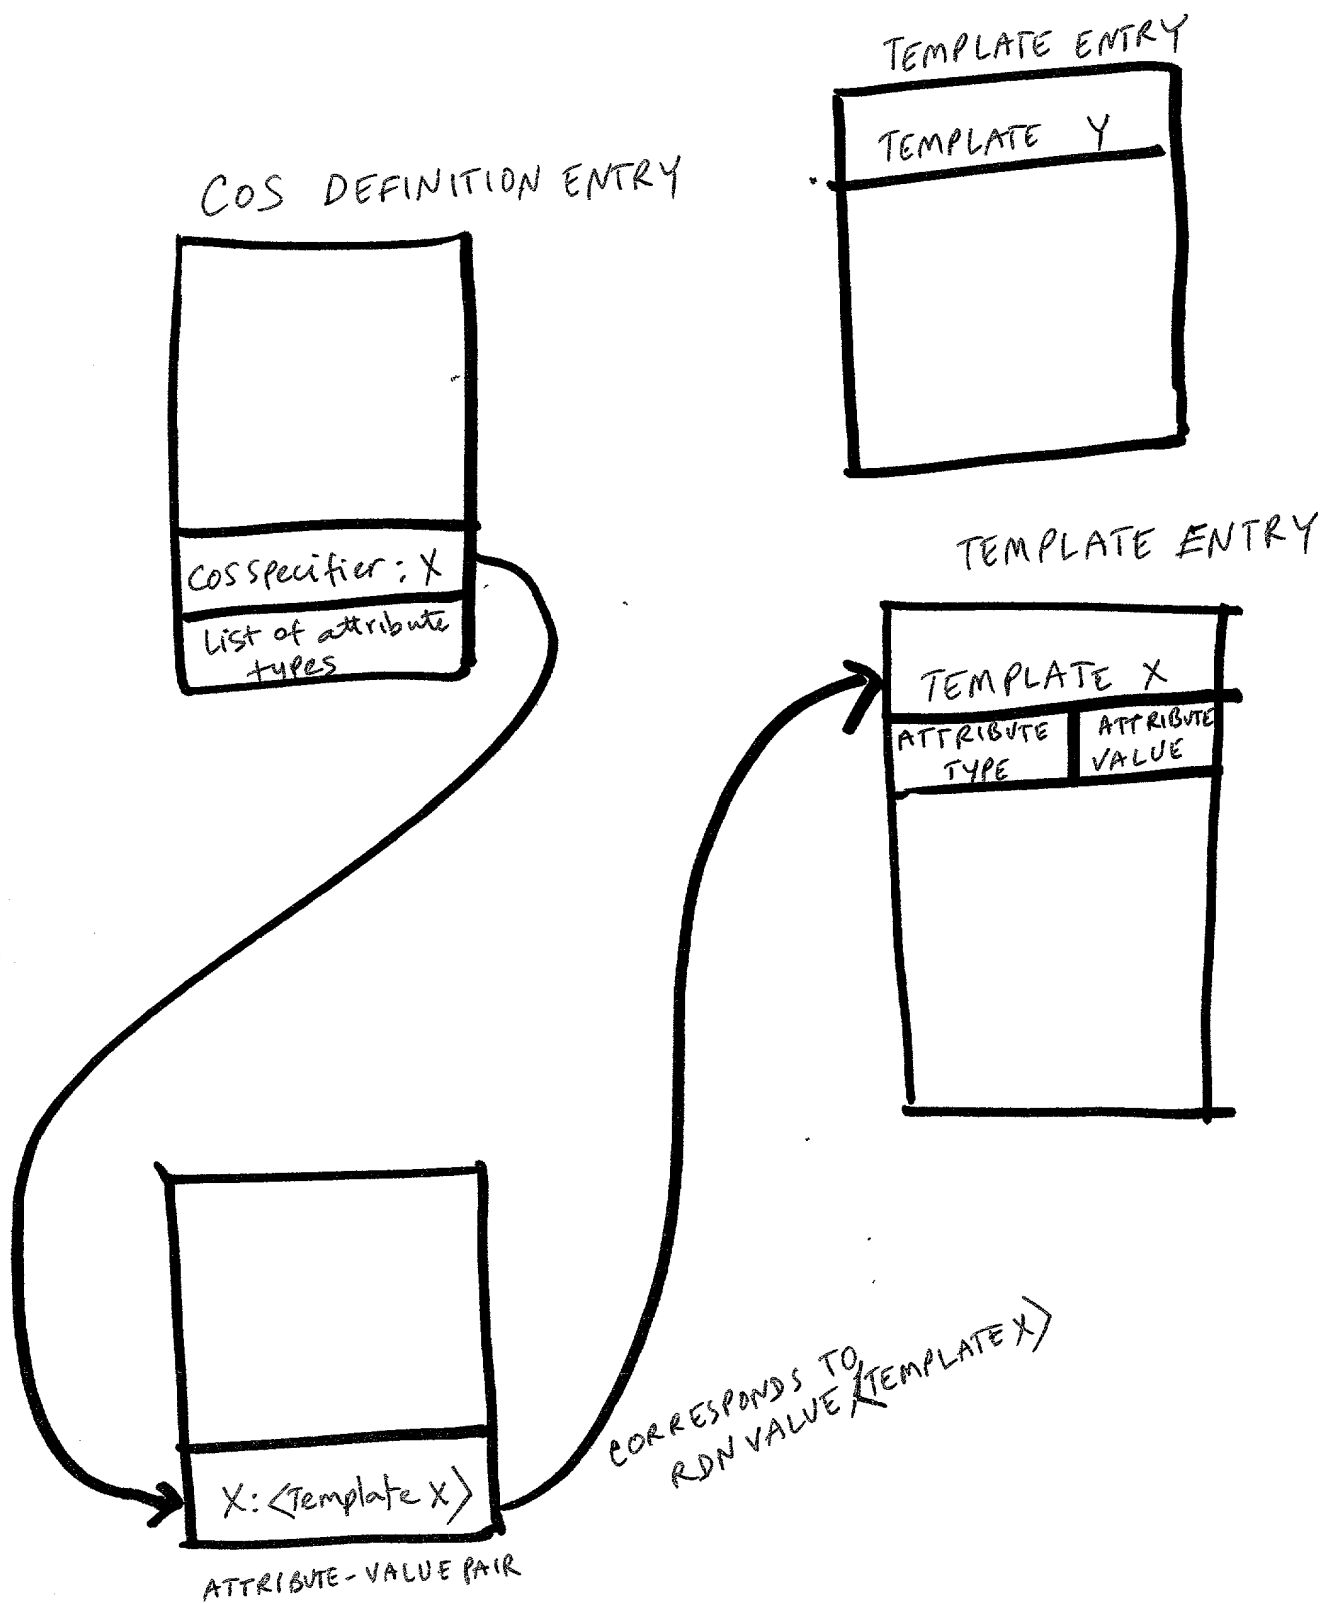 TEMPLATE ENTRY
TEMPLATE Y
COS DEFINITION ENTRY
COSSpecifier: X
List of attribute
types
TEMPLATE ENTRY
TEMPLATE X
ATTRIBUTE
TYPE
ATTRIBUTE
VALUE
CORRESPONDS TO
RDN VALUE <TEMPLATE X>
X: <Template X>
ATTRIBUTE-VALUE PAIR